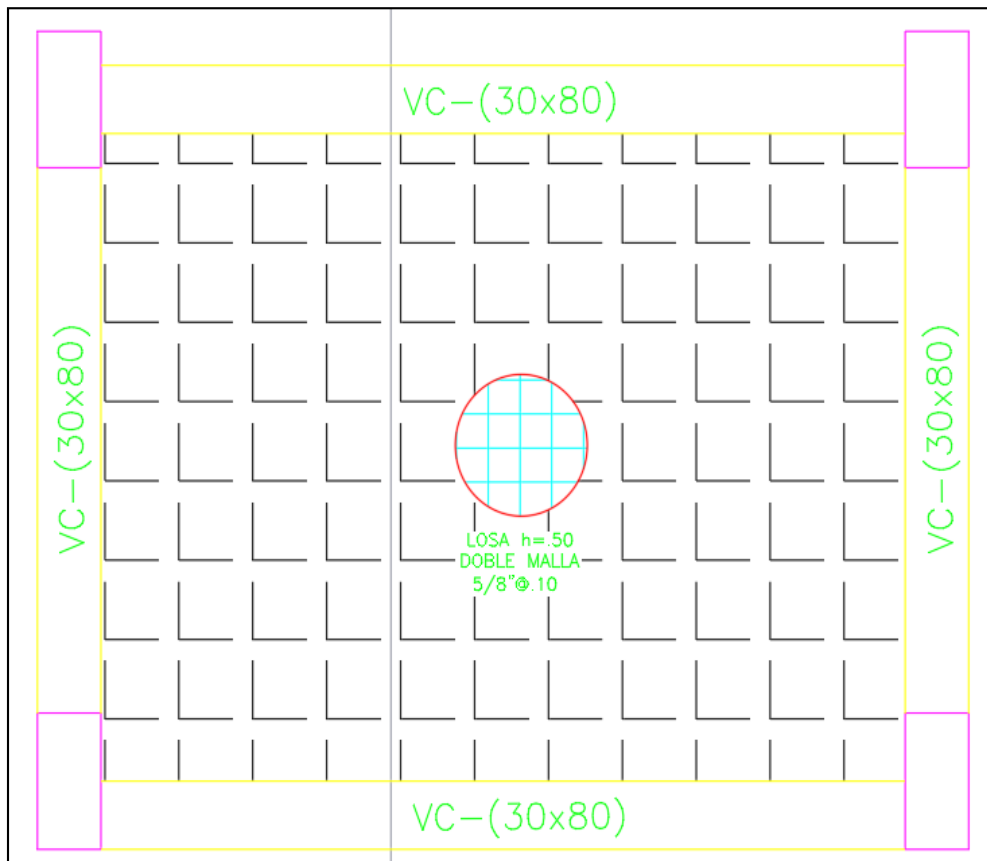 VC-(30x80)
VC-(30x80)
VC-(30x80)
LOSA h=.50
DOBLE MALLA
5/8"@.10
VC-(30x80)